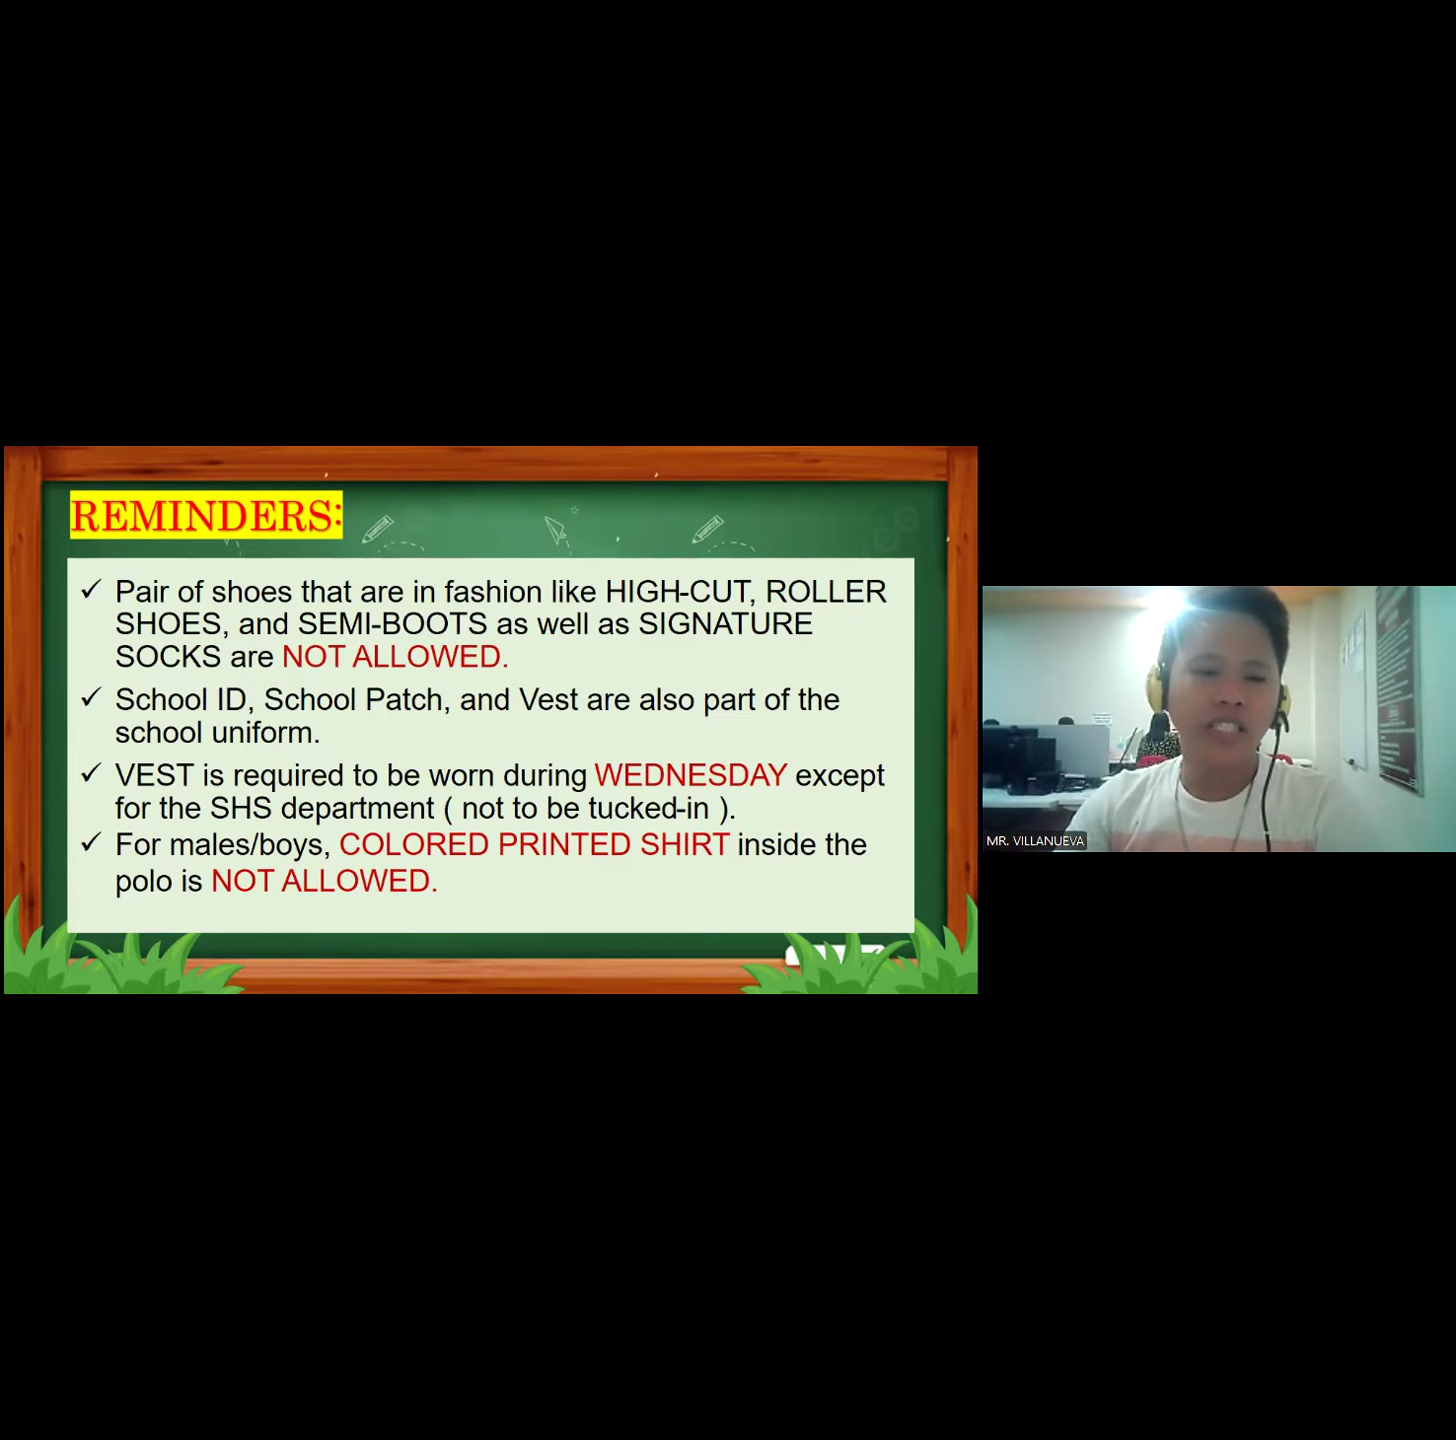 REMINDERS:
✓ Pair of shoes that are in fashion like HIGH-CUT, ROLLER
SHOES, and SEMI-BOOTS as well as SIGNATURE
SOCKS are NOT ALLOWED.
✓ School ID, School Patch, and Vest are also part of the
school uniform.
✓ VEST is required to be worn during WEDNESDAY except
for the SHS department ( not to be tucked-in ).
✓ For males/boys, COLORED PRINTED SHIRT inside the
polo is NOT ALLOWED.
MR. VILLANUEVA